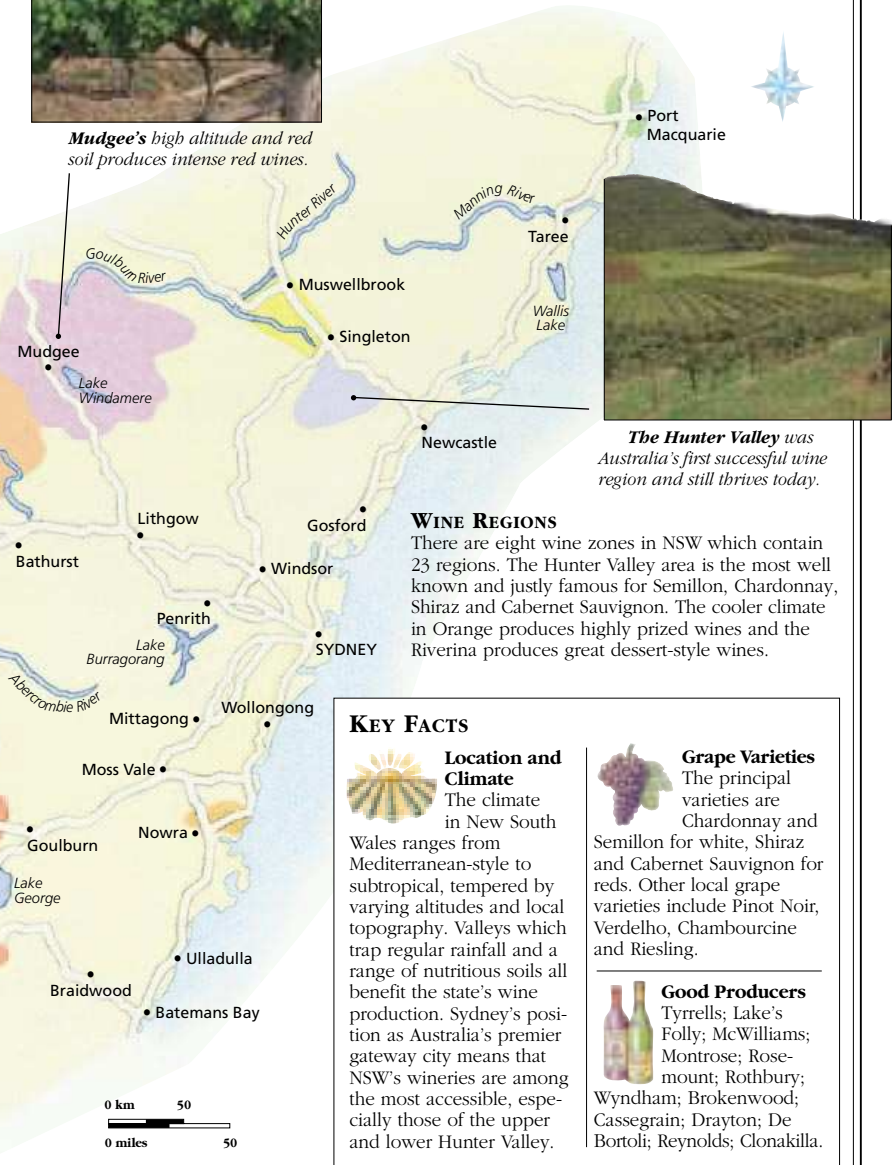 Mudgee's high altitude and red
soil produces intense red wines.
Port
Macquarie
Hunter River
Manning River
Taree
Goulburn River
Muswellbrook
Wallis
Lake
Singleton
Mudgee
Lake
Windamere
Newcastle
The Hunter Valley was
Australia's first successful wine
region and still thrives today.
Lithgow
Gosford
Bathurst
Windsor
Penrith
SYDNEY
Lake
Burragorang
Abercrombie River
Mittagong
Wollongong
Moss Vale
Goulburn
Nowra
Lake
George
Ulladulla
Braidwood
Batemans Bay
0 km 50
0 miles 50
WINE REGIONS
There are eight wine zones in NSW which contain
23 regions. The Hunter Valley area is the most well
known and justly famous for Semillon, Chardonnay,
Shiraz and Cabernet Sauvignon. The cooler climate
in Orange produces highly prized wines and the
Riverina produces great dessert-style wines.
KEY FACTS
Location and
Climate
The climate
in New South
Wales ranges from
Mediterranean-style to
subtropical, tempered by
varying altitudes and local
topography. Valleys which
trap regular rainfall and a
range of nutritious soils all
benefit the state's wine
production. Sydney's posi-
tion as Australia's premier
gateway city means that
NSW's wineries are among
the most accessible, espe-
cially those of the upper
and lower Hunter Valley.
Grape Varieties
The principal
varieties are
Chardonnay and
Semillon for white, Shiraz
and Cabernet Sauvignon for
reds. Other local grape
varieties include Pinot Noir,
Verdelho, Chambourcine
and Riesling.
Good Producers
Tyrrells; Lake's
Folly; McWilliams;
Montrose; Rose-
mount; Rothbury;
Wyndham; Brokenwood;
Cassegrain; Drayton; De
Bortoli; Reynolds; Clonakilla.